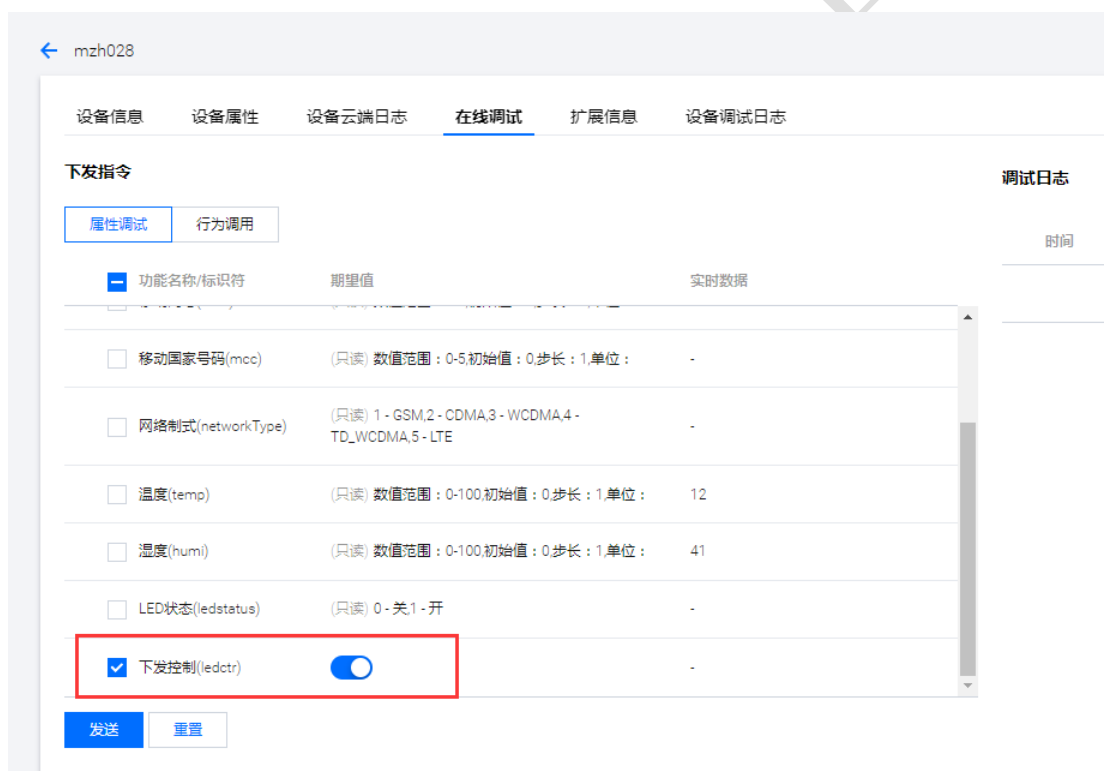 mzh028
设备信息 设备属性 设备云端日志 在线调试 扩展信息 设备调试日志
下发指令
调试日志
属性调试 行为调用
时间
功能名称/标识符 期望值 实时数据
移动国家号码(mcc) (只读) 数值范围：0-5,初始值：0,步长：1,单位： -
网络制式(networkType) (只读) 1 - GSM,2 - CDMA,3 - WCDMA,4 -
TD_WCDMA,5 - LTE -
温度(temp) (只读) 数值范围：0-100,初始值：0,步长：1,单位： 12
湿度(humi) (只读) 数值范围：0-100,初始值：0,步长：1,单位： 41
LED状态(ledstatus) (只读) 0 - 关,1 - 开 -
下发控制(ledctr) -
发送 重置